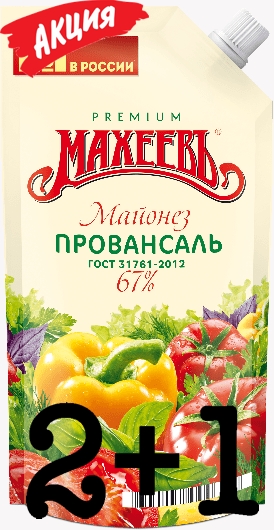 АКЦИЯ
В РОССИИ
PREMIUM
МАХЕЕВЪ
Майонез
ПРОВАНСАЛЬ
ГОСТ 31761-2012
67%
2+1